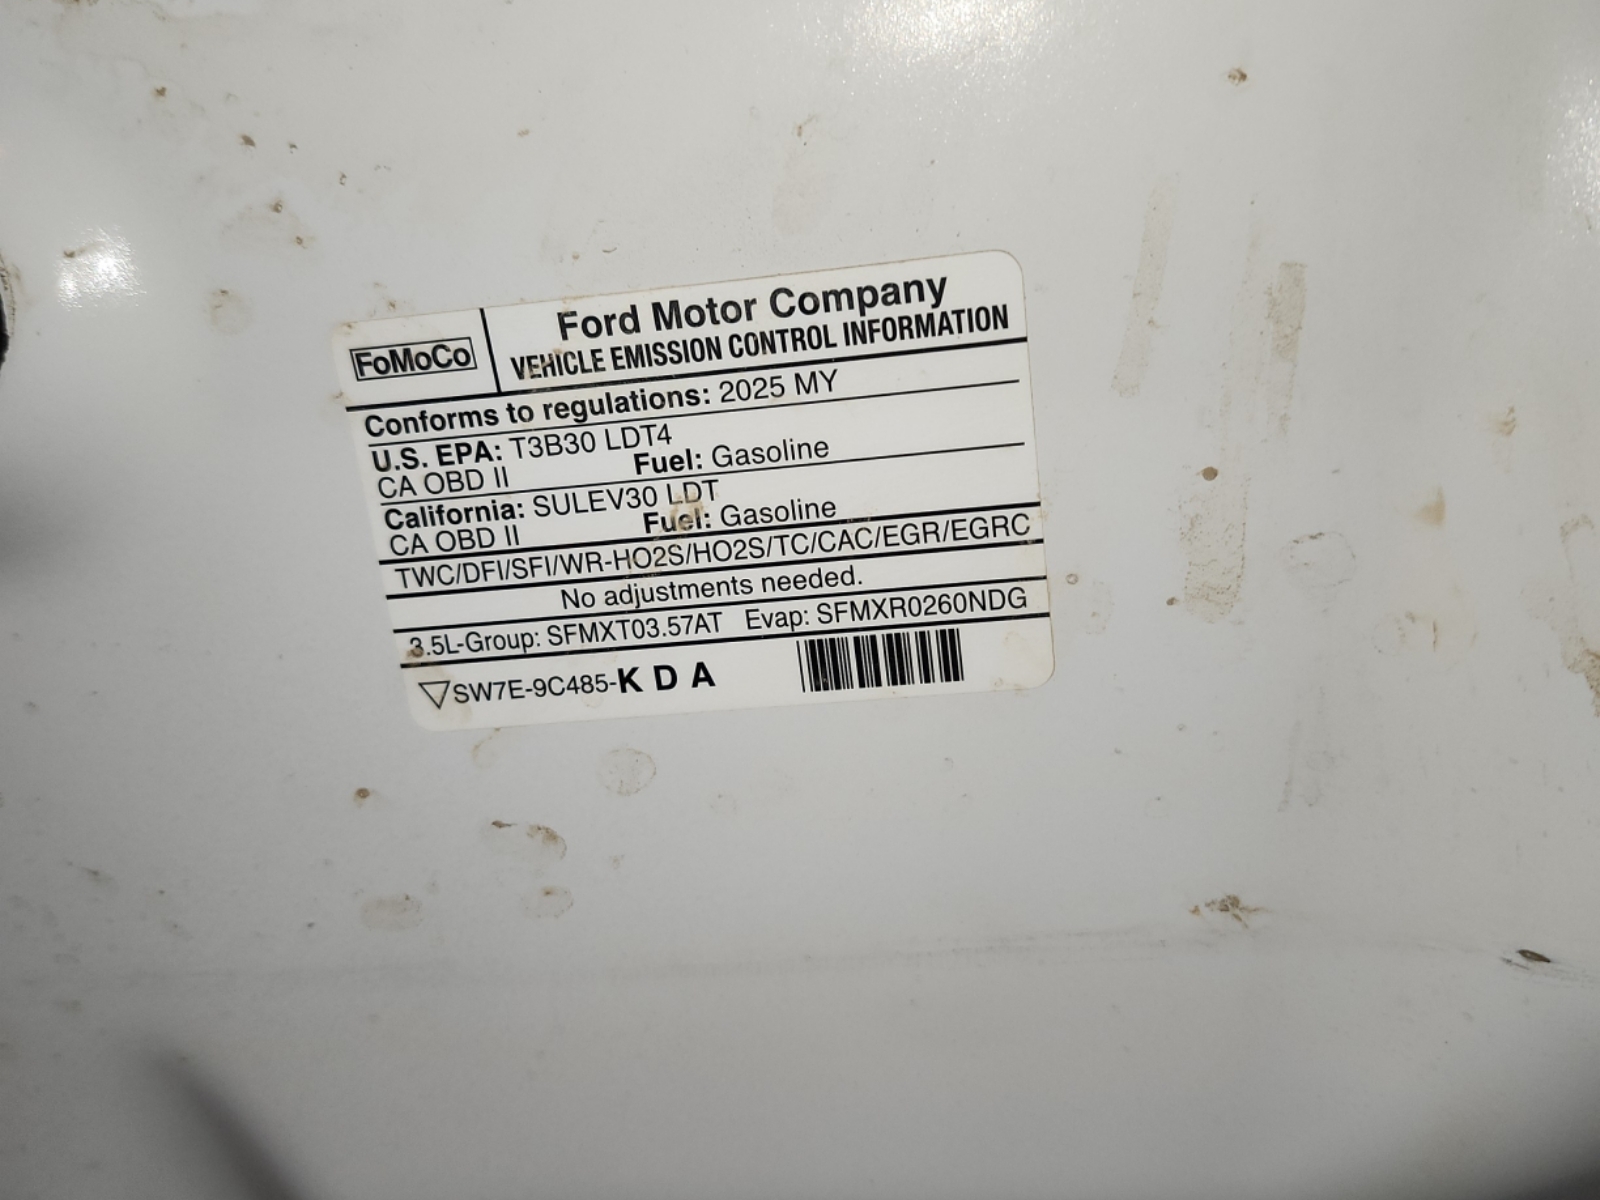 FoMoCo
Ford Motor Company
VEHICLE EMISSION CONTROL INFORMATION
Conforms to regulations: 2025 MY
U.S. EPA: T3B30 LDT4
CA OBD II Fuel: Gasoline
California: SULEV30 LDT
CA OBD II Fuel: Gasoline
TWC/DFI/SFI/WR-HO2S/HO2S/TC/CAC/EGR/EGRC
No adjustments needed.
3.5L-Group: SFMXT03.57AT Evap: SFMXR0260NDG
SW7E-9C485-K D A